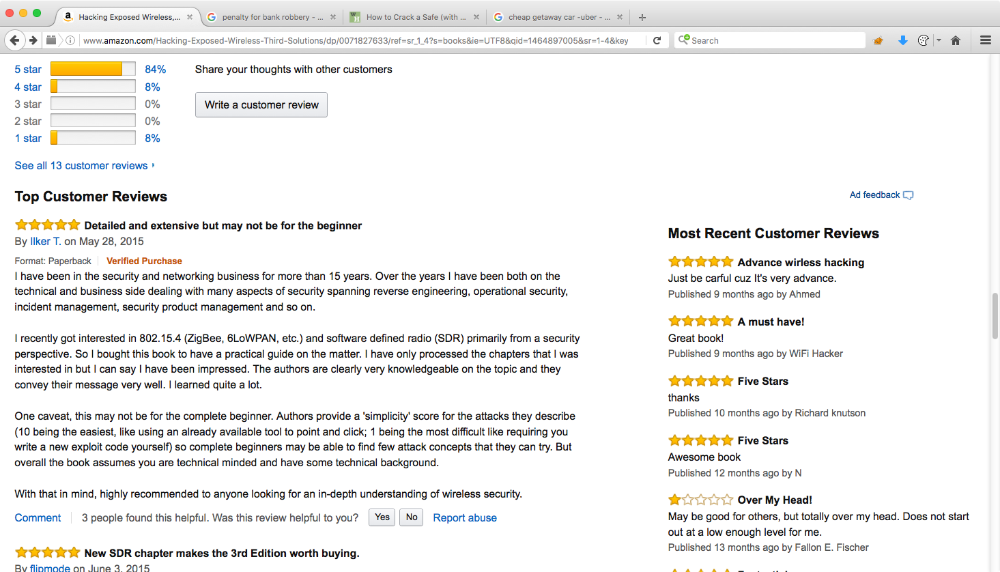 Hacking Exposed Wireless,...
penalty for bank robbery - ...
How to Crack a Safe (with ...
cheap getaway car -uber - ...
www.amazon.com/Hacking-Exposed-Wireless-Third-Solutions/dp/0071827633/ref=sr_1_4?s=books&ie=UTF8&qid=1464897005&sr=1-4&key
Search
5 star 84%
4 star 8%
3 star 0%
2 star 0%
1 star 8%
Share your thoughts with other customers
Write a customer review
See all 13 customer reviews
Top Customer Reviews
Detailed and extensive but may not be for the beginner
By Ilker T. on May 28, 2015
Format: Paperback Verified Purchase
I have been in the security and networking business for more than 15 years. Over the years I have been both on the
technical and business side dealing with many aspects of security spanning reverse engineering, operational security,
incident management, security product management and so on.
I recently got interested in 802.15.4 (ZigBee, 6LoWPAN, etc.) and software defined radio (SDR) primarily from a security
perspective. So I bought this book to have a practical guide on the matter. I have only processed the chapters that I was
interested in but I can say I have been impressed. The authors are clearly very knowledgeable on the topic and they
convey their message very well. I learned quite a lot.
One caveat, this may not be for the complete beginner. Authors provide a 'simplicity' score for the attacks they describe
(10 being the easiest, like using an already available tool to point and click; 1 being the most difficult like requiring you
write a new exploit code yourself) so complete beginners may be able to find few attack concepts that they can try. But
overall the book assumes you are technical minded and have some technical background.
With that in mind, highly recommended to anyone looking for an in-depth understanding of wireless security.
Comment 3 people found this helpful. Was this review helpful to you? Yes No Report abuse
New SDR chapter makes the 3rd Edition worth buying.
By flipmode on June 3, 2015
Ad feedback
Most Recent Customer Reviews
Advance wirless hacking
Just be carful cuz It's very advance.
Published 9 months ago by Ahmed
A must have!
Great book!
Published 9 months ago by WiFi Hacker
Five Stars
thanks
Published 10 months ago by Richard knutson
Five Stars
Awesome book
Published 12 months ago by N
Over My Head!
May be good for others, but totally over my head. Does not start
out at a low enough level for me.
Published 13 months ago by Fallon E. Fischer